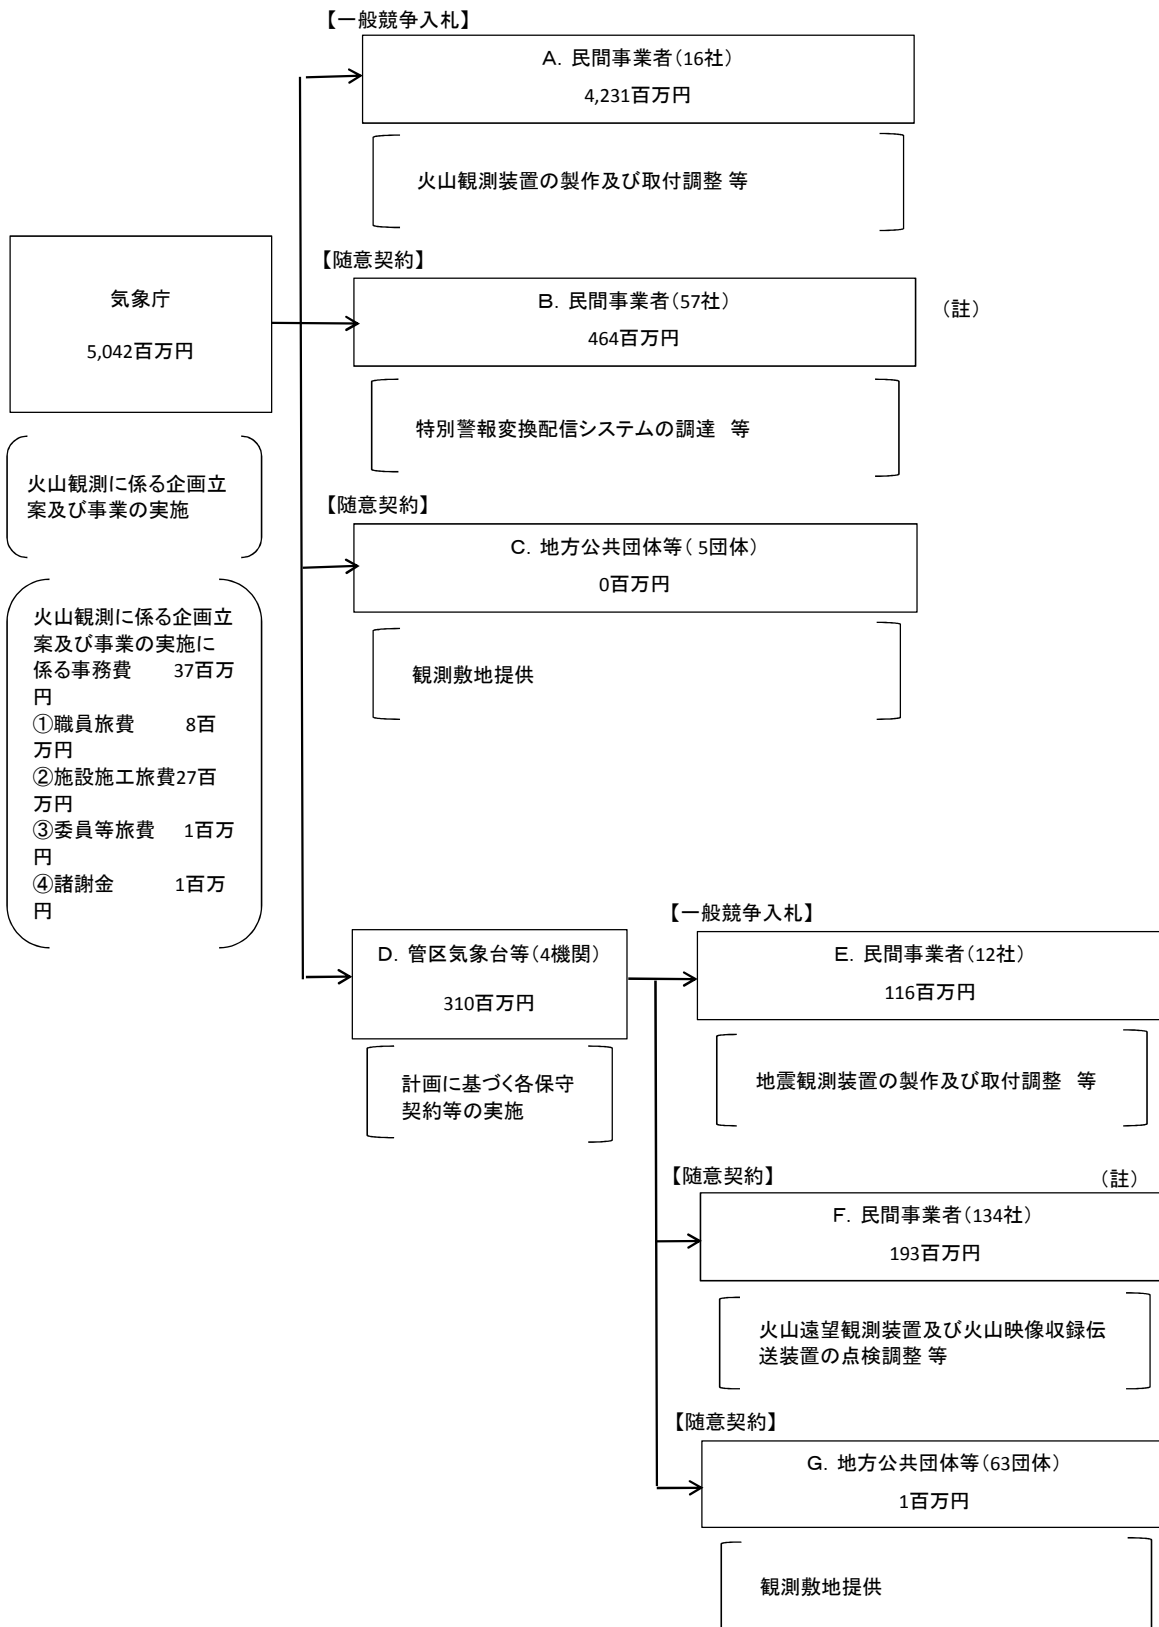 【一般競争入札】
A. 民間事業者(16社)
4,231百万円
火山観測装置の製作及び取付調整 等
気象庁
5,042百万円
火山観測に係る企画立
案及び事業の実施
火山観測に係る企画立
案及び事業の実施に
係る事務費 37百万
円
①職員旅費 8百
万円
②施設施工旅費27百
万円
③委員等旅費 1百万
円
④諸謝金 1百万
円
【随意契約】
B. 民間事業者(57社)
464百万円
(註)
特別警報変換配信システムの調達 等
【随意契約】
C. 地方公共団体等( 5団体)
0百万円
観測敷地提供
D. 管区気象台等(4機関)
310百万円
計画に基づく各保守
契約等の実施
【一般競争入札】
E. 民間事業者(12社)
116百万円
地震観測装置の製作及び取付調整 等
【随意契約】
(註)
F. 民間事業者(134社)
193百万円
火山遠望観測装置及び火山映像収録伝
送装置の点検調整 等
【随意契約】
G. 地方公共団体等(63団体)
1百万円
観測敷地提供